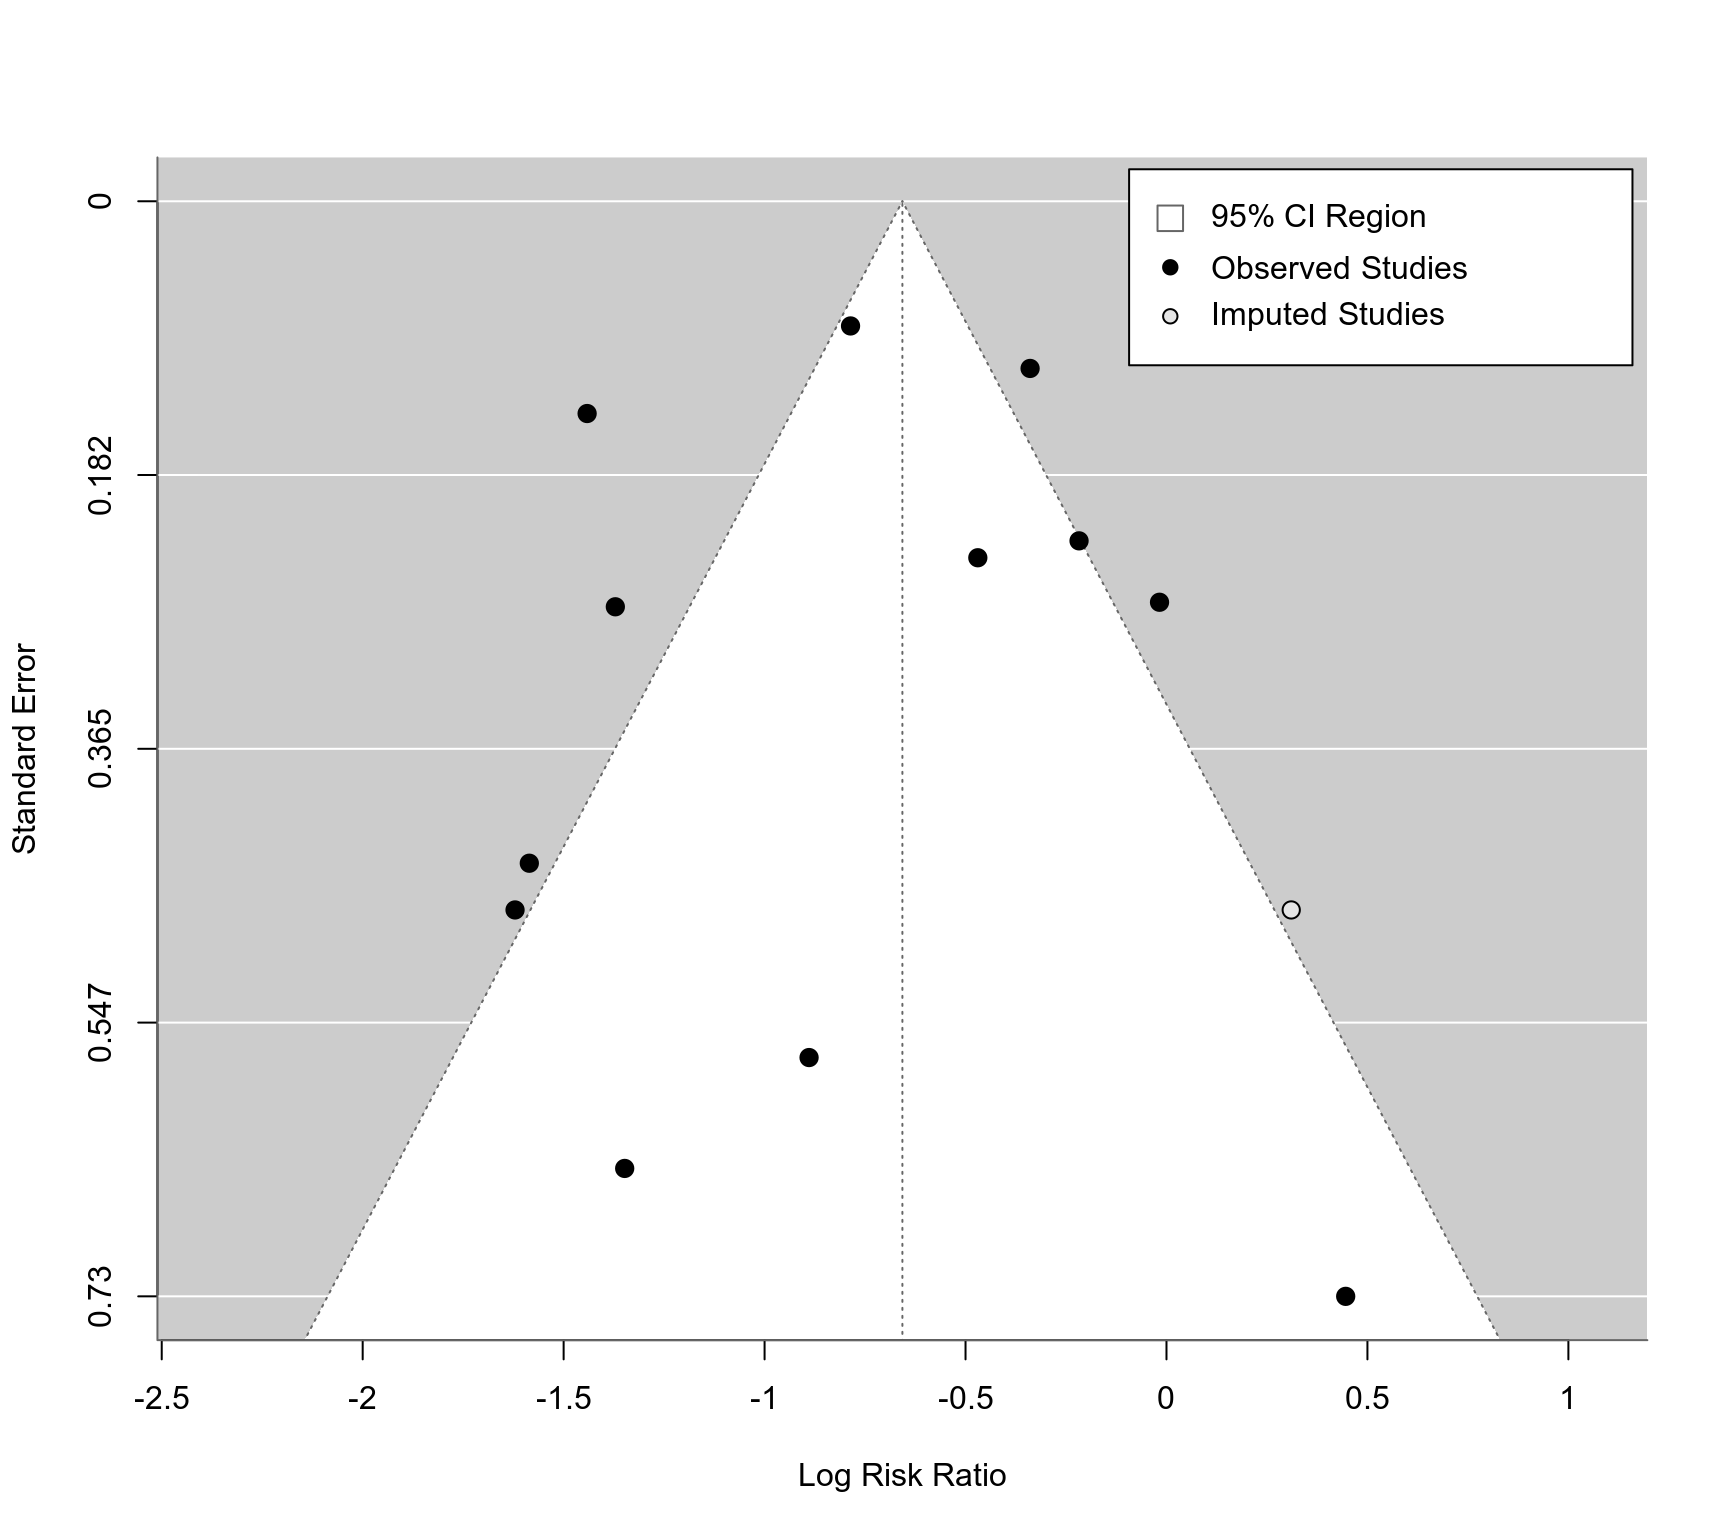 95% CI Region
Observed Studies
Imputed Studies
0
0.182
0.365
0.547
0.73
Standard Error
-2.5
-2
-1.5
-1
-0.5
0
0.5
1
Log Risk Ratio